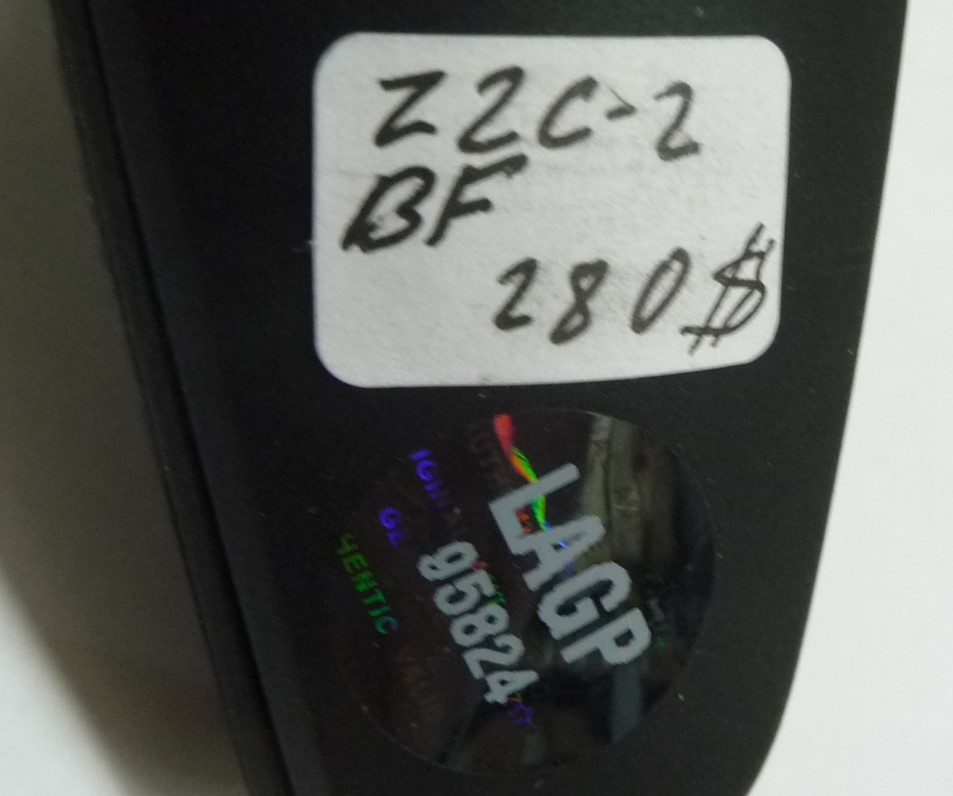 Z2C-2
BF
280$
LAGP
95824